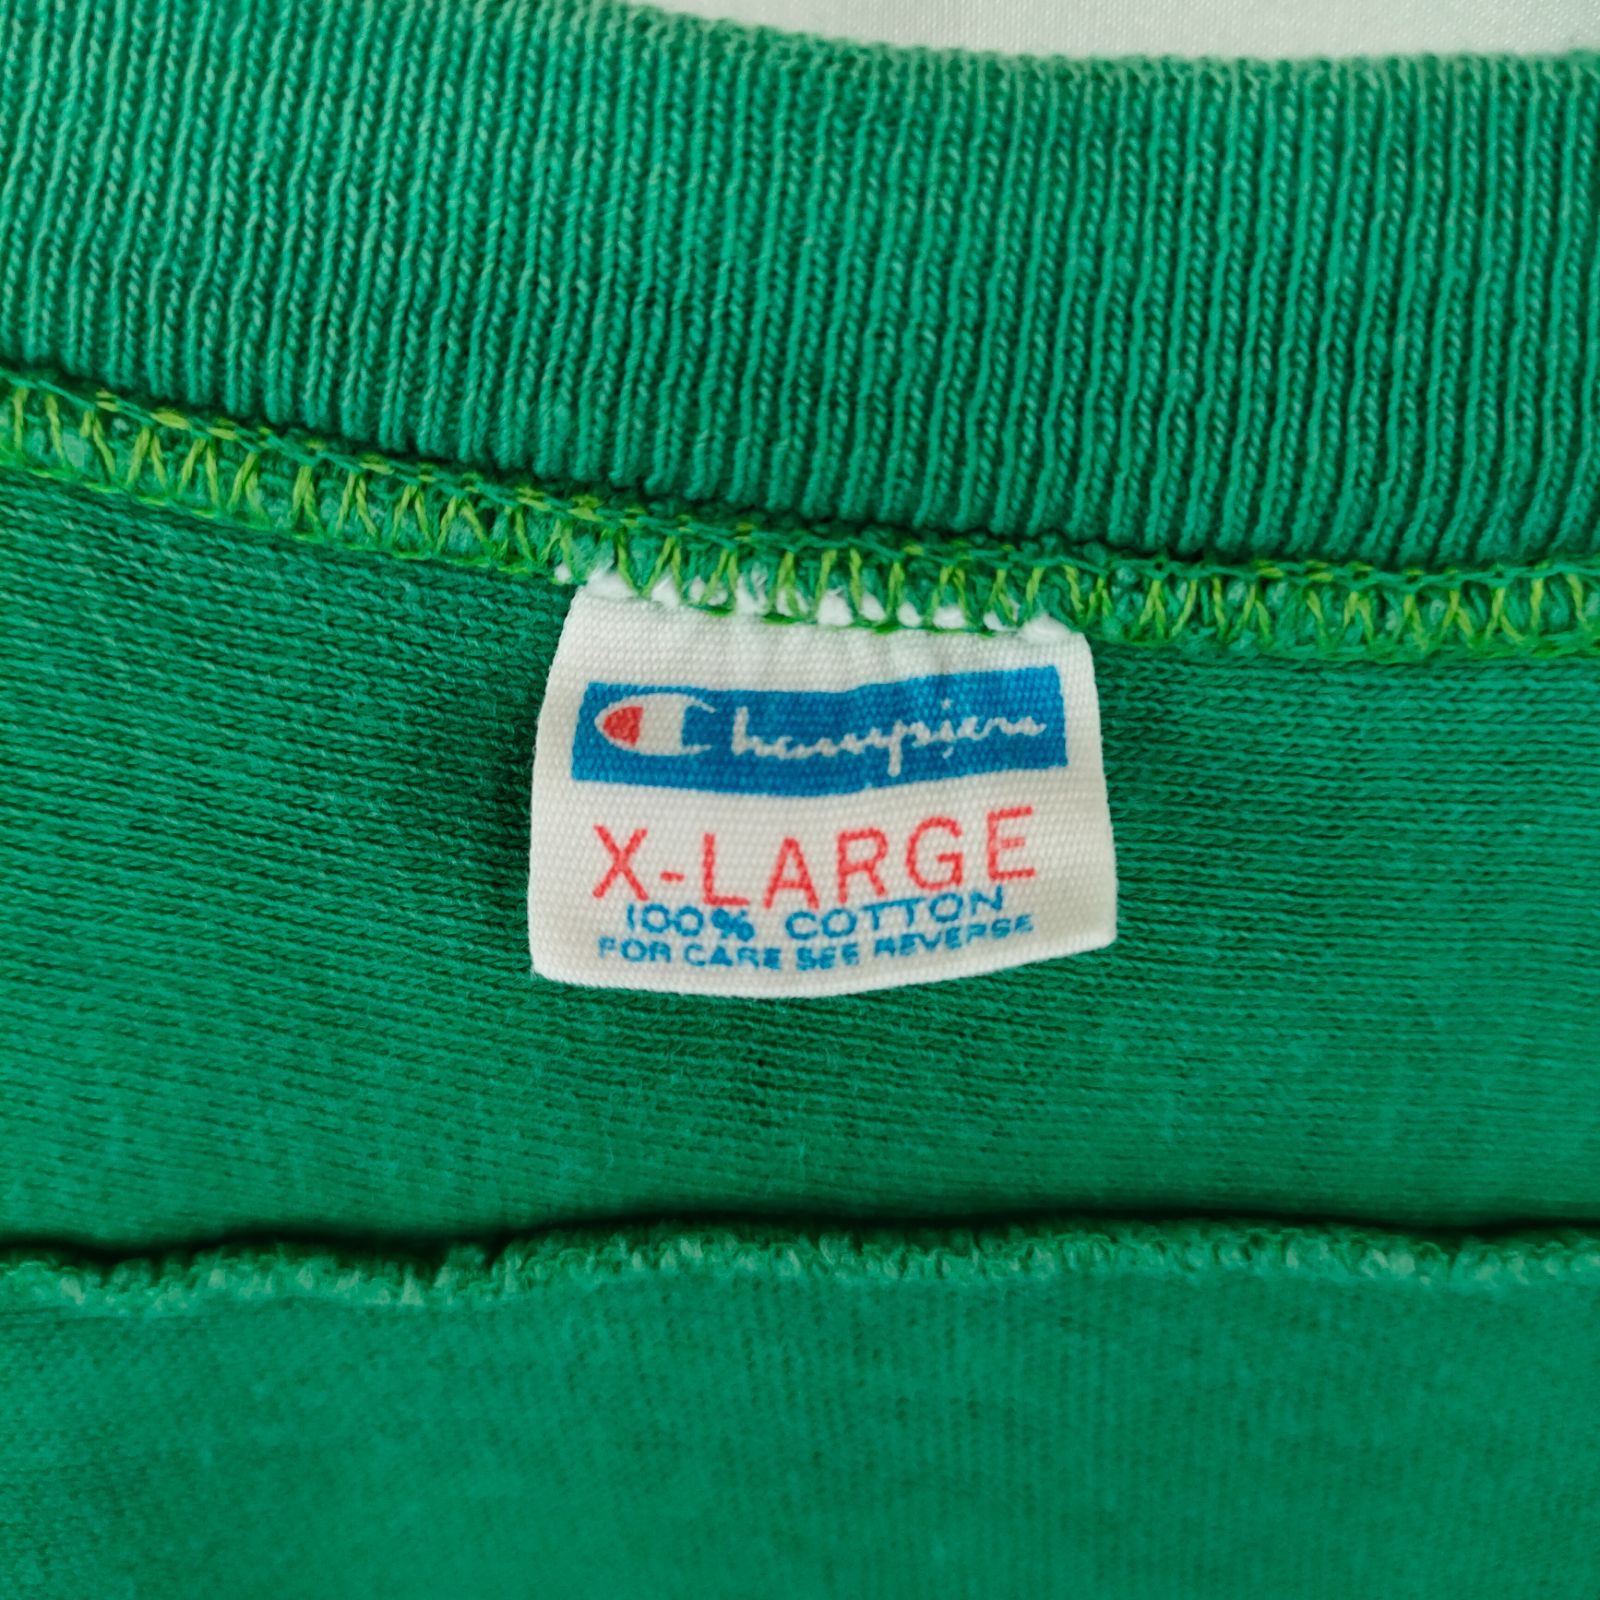 Champion
X-LARGE
100% COTTON
FOR CARE SEE REVERSE